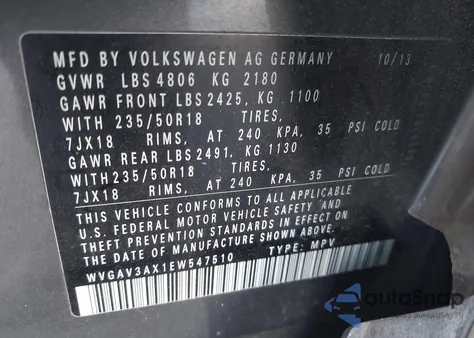 MFD BY VOLKSWAGEN AG GERMANY 10/13
GVWR LBS 4806 KG 2180
GAWR FRONT LBS 2425, KG 1100
WITH 235/50R18 TIRES,
7JX18 RIMS, AT 240 KPA, 35 PSI COLD
GAWR REAR LBS 2491, KG 1130
WITH 235/50R18 TIRES,
7JX18 RIMS, AT 240 KPA, 35 PSI COLD
THIS VEHICLE CONFORMS TO ALL APPLICABLE
U.S. FEDERAL MOTOR VEHICLE SAFETY AND
THEFT PREVENTION STANDARDS IN EFFECT ON
THE DATE OF MANUFACTURE SHOWN ABOVE.
WVGAV3AX1EW547510 TYPE: MPV
autoSnap